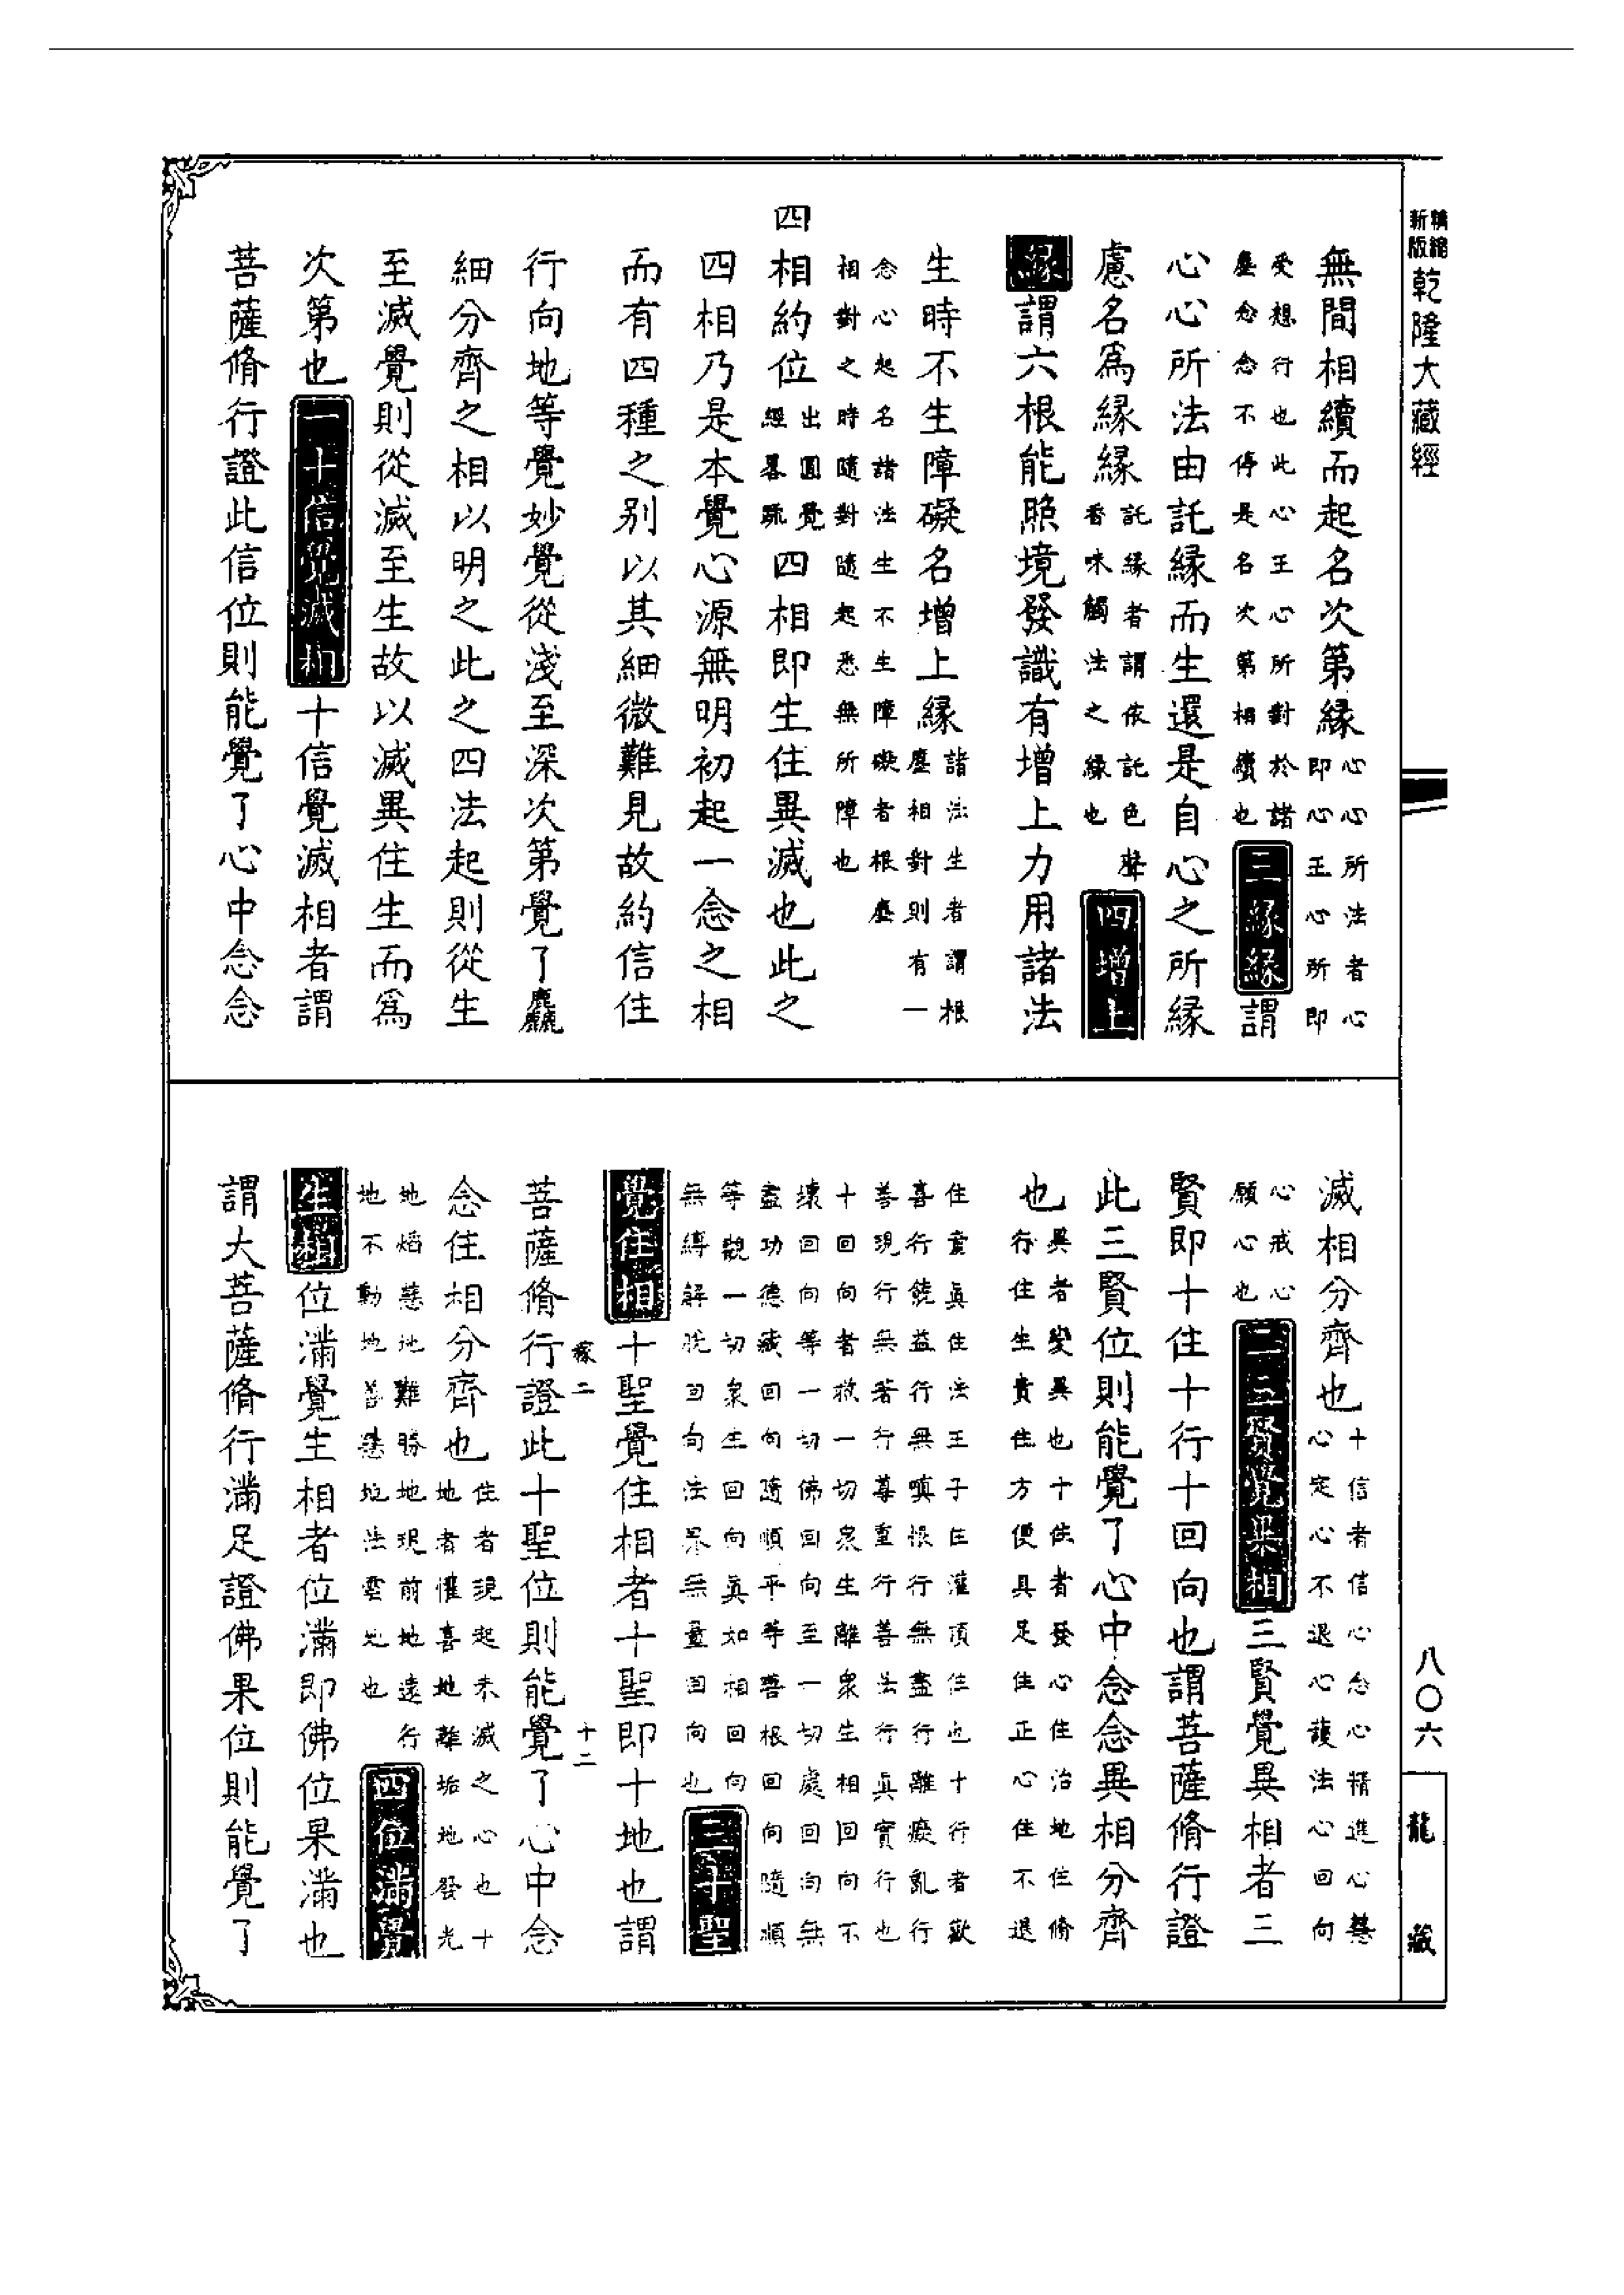 精縮新版乾隆大藏經
無間相續而起名次第緣心心所法者心即心王心所即
受想行也此心王心所對於諸塵念念不停是名次第相續也三緣緣謂
心心所法由託緣而生還是自心之所緣
慮名爲緣緣託緣者謂依託色聲香味觸法之緣也四增上
緣謂六根能照境發識有增上力用諸法
生時不生障礙名增上緣諸法生者謂根塵相對則有一
念心起名諸法生不生障礙者根塵相對之時隨對隨起悉無所障也
四相約位出圓覺經畧疏四相即生住異滅也此之
四相乃是本覺心源無明初起一念之相
而有四種之别以其細微難見故約信住
行向地等覺妙覺從淺至深次第覺了麤
細分齊之相以明之此之四法起則從生
至滅覺則從滅至生故以滅異住生而爲
次第也一十信覺滅相十信覺滅相者謂
菩薩脩行證此信位則能覺了心中念念
滅相分齊也十信者信心念心精進心慧心定心不退心護法心回向
心戒心願心也二三賢覺異相三賢覺異相者三
賢即十住十行十回向也謂菩薩脩行證
此三賢位則能覺了心中念念異相分齊
也異者變異也十住者發心住治地住脩行住生貴住方便具足住正心住不退
住童真住法王子住灌頂住也十行者歡喜行饒益行無嗔恨行無盡行離癡亂行
善現行無著行尊重行善法行真實行也十回向者救一切衆生離衆生相回向不
壞回向等一切佛回向至一切處回向無盡功德藏回向隨順平等善根回向隨順
等觀一切衆生回向真如相回向無縛解脫回向法界無量回向也三十聖
覺住相十聖覺住相者十聖即十地也謂
稼二 十二
菩薩脩行證此十聖位則能覺了心中念
念住相分齊也住者現起未滅之心也十地者懽喜地離垢地發光
地焰慧地難勝地現前地遠行地不動地善慧地法雲地也四位滿覺
生相位滿覺生相者位滿即佛位果滿也
謂大菩薩脩行滿足證佛果位則能覺了
八〇六
龍藏